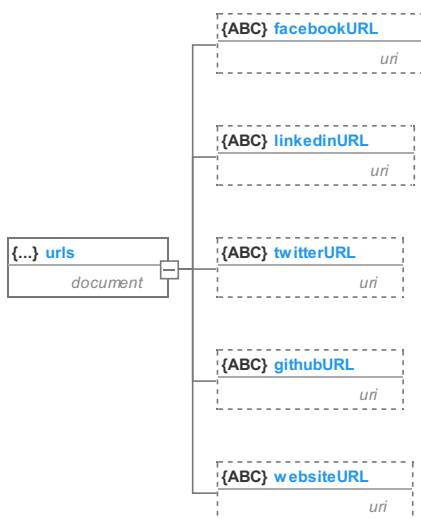 {ABC} facebookURL
uri
{ABC} linkedinURL
uri
{...} urls
document
{ABC} twitterURL
uri
{ABC} githubURL
uri
{ABC} websiteURL
uri